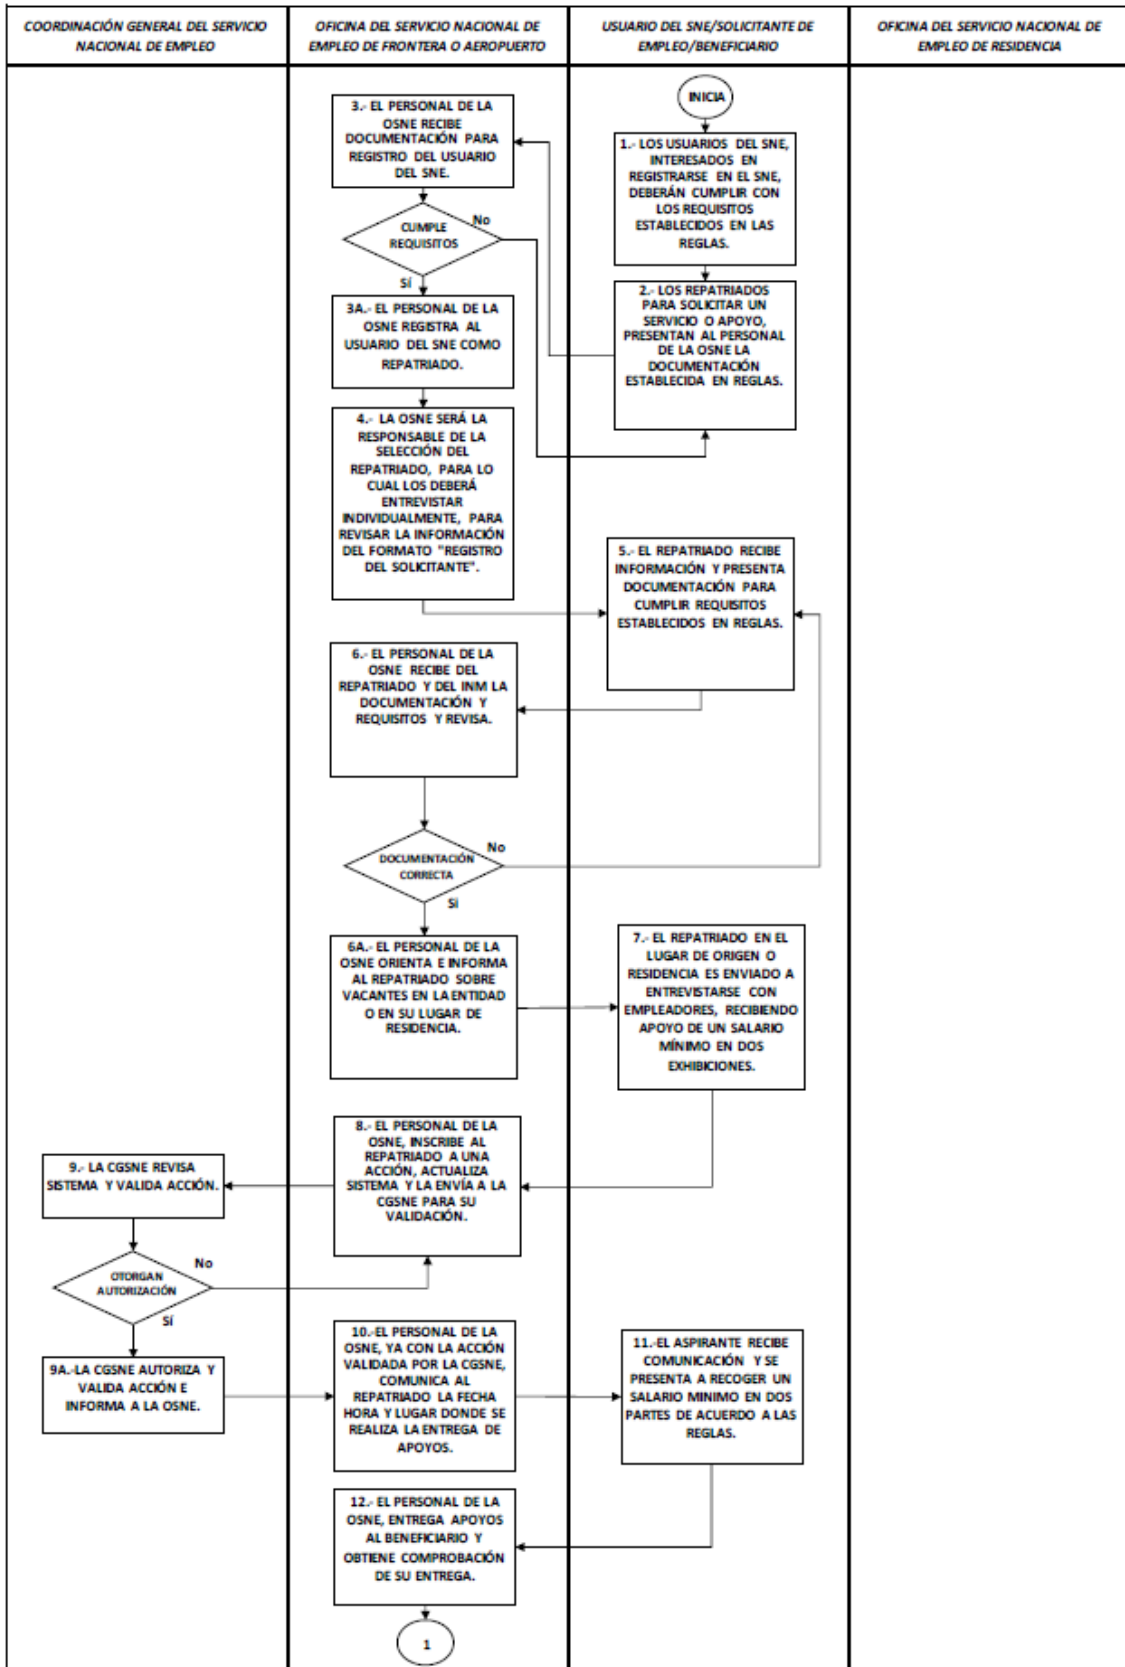 COORDINACIÓN GENERAL DEL SERVICIO
NACIONAL DE EMPLEO
OFICINA DEL SERVICIO NACIONAL DE
EMPLEO DE FRONTERA O AEROPUERTO
USUARIO DEL SNE/SOLICITANTE DE
EMPLEO/BENEFICIARIO
OFICINA DEL SERVICIO NACIONAL DE
EMPLEO DE RESIDENCIA
INICIA
1.- LOS USUARIOS DEL SNE,
INTERESADOS EN
REGISTRARSE EN EL SNE,
DEBERÁN CUMPLIR CON
LOS REQUISITOS
ESTABLECIDOS EN LAS
REGLAS.
2.- LOS REPATRIADOS
PARA SOLICITAR UN
SERVICIO O APOYO,
PRESENTAN AL PERSONAL
DE LA OSNE LA
DOCUMENTACIÓN
ESTABLECIDA EN REGLAS.
3.- EL PERSONAL DE LA
OSNE RECIBE
DOCUMENTACIÓN PARA
REGISTRO DEL USUARIO
DEL SNE.
CUMPLE
REQUISITOS
No
Sí
3A.- EL PERSONAL DE LA
OSNE REGISTRA AL
USUARIO DEL SNE COMO
REPATRIADO.
4.- LA OSNE SERÁ LA
RESPONSABLE DE LA
SELECCIÓN DEL
REPATRIADO, PARA LO
CUAL LOS DEBERÁ
ENTREVISTAR
INDIVIDUALMENTE, PARA
REVISAR LA INFORMACIÓN
DEL FORMATO "REGISTRO
DEL SOLICITANTE".
5.- EL REPATRIADO RECIBE
INFORMACIÓN Y PRESENTA
DOCUMENTACIÓN PARA
CUMPLIR REQUISITOS
ESTABLECIDOS EN REGLAS.
6.- EL PERSONAL DE LA
OSNE RECIBE DEL
REPATRIADO Y DEL INM LA
DOCUMENTACIÓN Y
REQUISITOS Y REVISA.
DOCUMENTACIÓN
CORRECTA
No
Si
6A.- EL PERSONAL DE LA
OSNE ORIENTA E INFORMA
AL REPATRIADO SOBRE
VACANTES EN LA ENTIDAD
O EN SU LUGAR DE
RESIDENCIA.
7.- EL REPATRIADO EN EL
LUGAR DE ORIGEN O
RESIDENCIA ES ENVIADO A
ENTREVISTARSE CON
EMPLEADORES, RECIBIENDO
APOYO DE UN SALARIO
MÍNIMO EN DOS
EXHIBICIONES.
8.- EL PERSONAL DE LA
OSNE, INSCRIBE AL
REPATRIADO A UNA
ACCIÓN, ACTUALIZA
SISTEMA Y LA ENVÍA A LA
CGSNE PARA SU
VALIDACIÓN.
9.- LA CGSNE REVISA
SISTEMA Y VALIDA ACCIÓN.
OTORGAN
AUTORIZACIÓN
No
Sí
9A.-LA CGSNE AUTORIZA Y
VALIDA ACCIÓN E
INFORMA A LA OSNE.
10.-EL PERSONAL DE LA
OSNE, YA CON LA ACCIÓN
VALIDADA POR LA CGSNE,
COMUNICA AL
REPATRIADO LA FECHA
HORA Y LUGAR DONDE SE
REALIZA LA ENTREGA DE
APOYOS.
11.-EL ASPIRANTE RECIBE
COMUNICACIÓN Y SE
PRESENTA A RECOGER UN
SALARIO MINIMO EN DOS
PARTES DE ACUERDO A LAS
REGLAS.
12.- EL PERSONAL DE LA
OSNE, ENTREGA APOYOS
AL BENEFICIARIO Y
OBTIENE COMPROBACIÓN
DE SU ENTREGA.
1